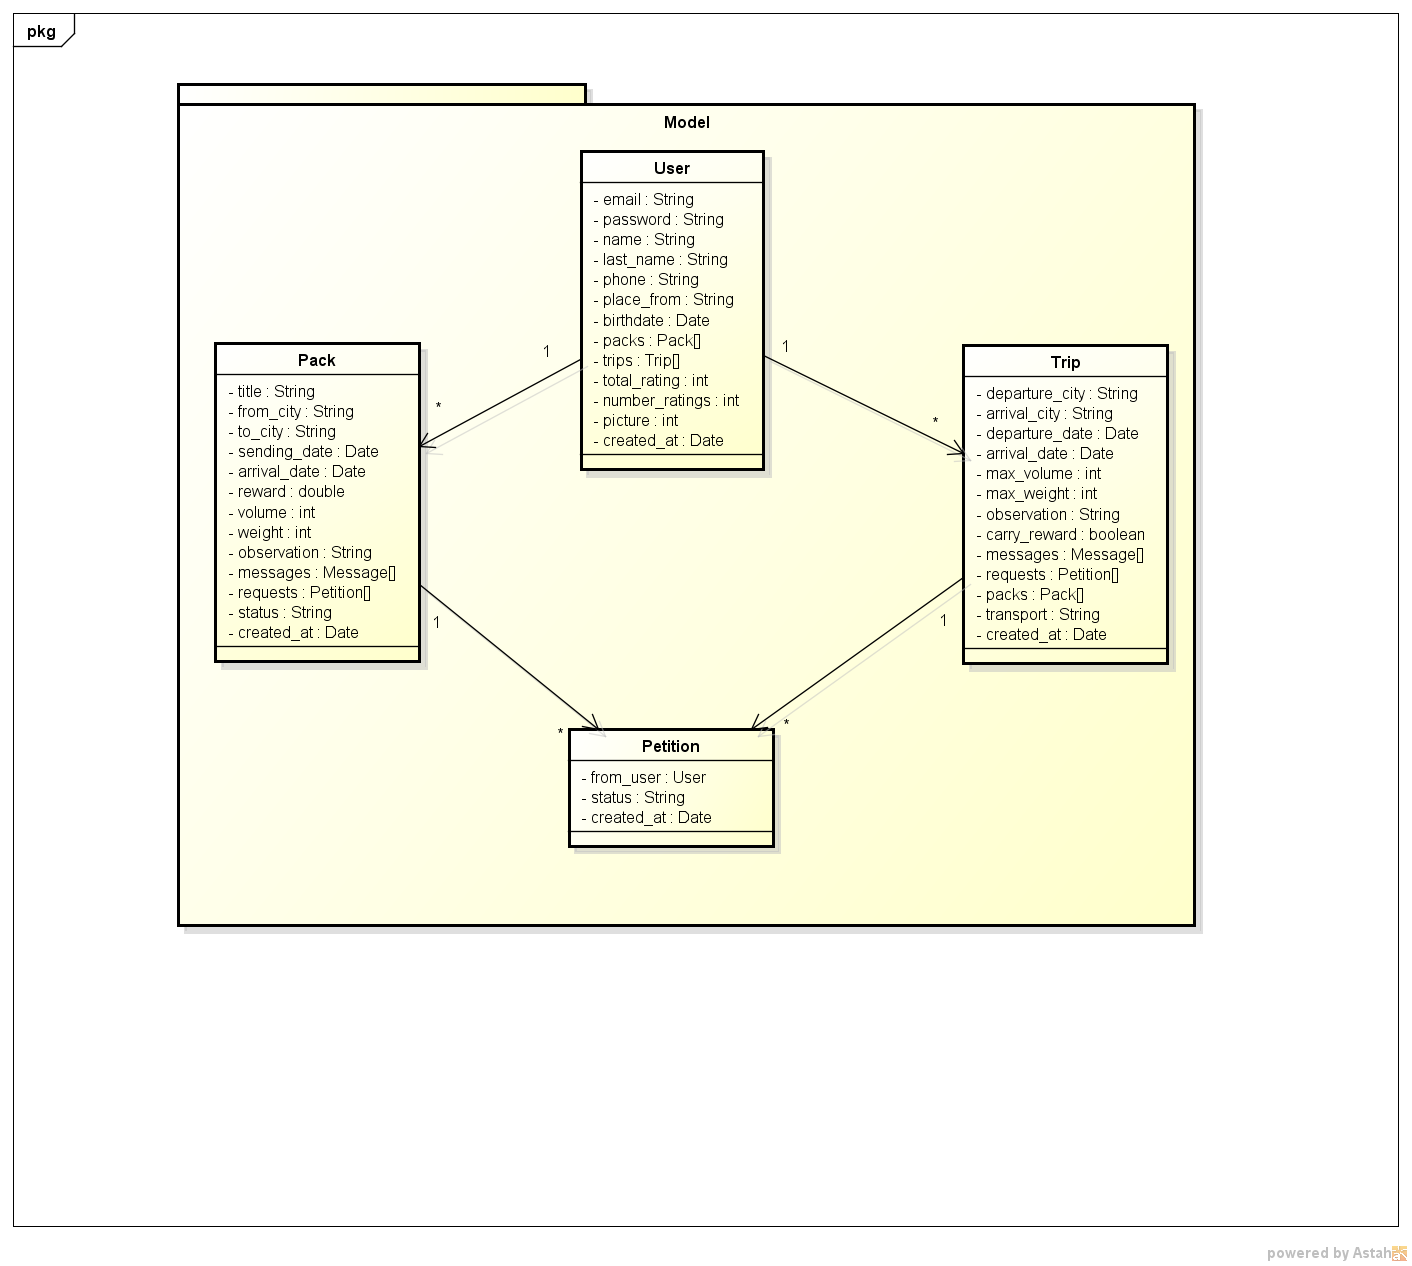 pkg
Model
User
- email : String
- password : String
- name : String
- last_name : String
- phone : String
- place_from : String
- birthdate : Date
- packs : Pack[]
- trips : Trip[]
- total_rating : int
- number_ratings : int
- picture : int
- created_at : Date
1
*
1
*
Pack
- title : String
- from_city : String
- to_city : String
- sending_date : Date
- arrival_date : Date
- reward : double
- volume : int
- weight : int
- observation : String
- messages : Message[]
- requests : Petition[]
- status : String
- created_at : Date
Trip
- departure_city : String
- arrival_city : String
- departure_date : Date
- arrival_date : Date
- max_volume : int
- max_weight : int
- observation : String
- carry_reward : boolean
- messages : Message[]
- requests : Petition[]
- packs : Pack[]
- transport : String
- created_at : Date
1
*
1
*
Petition
- from_user : User
- status : String
- created_at : Date
powered by Astah